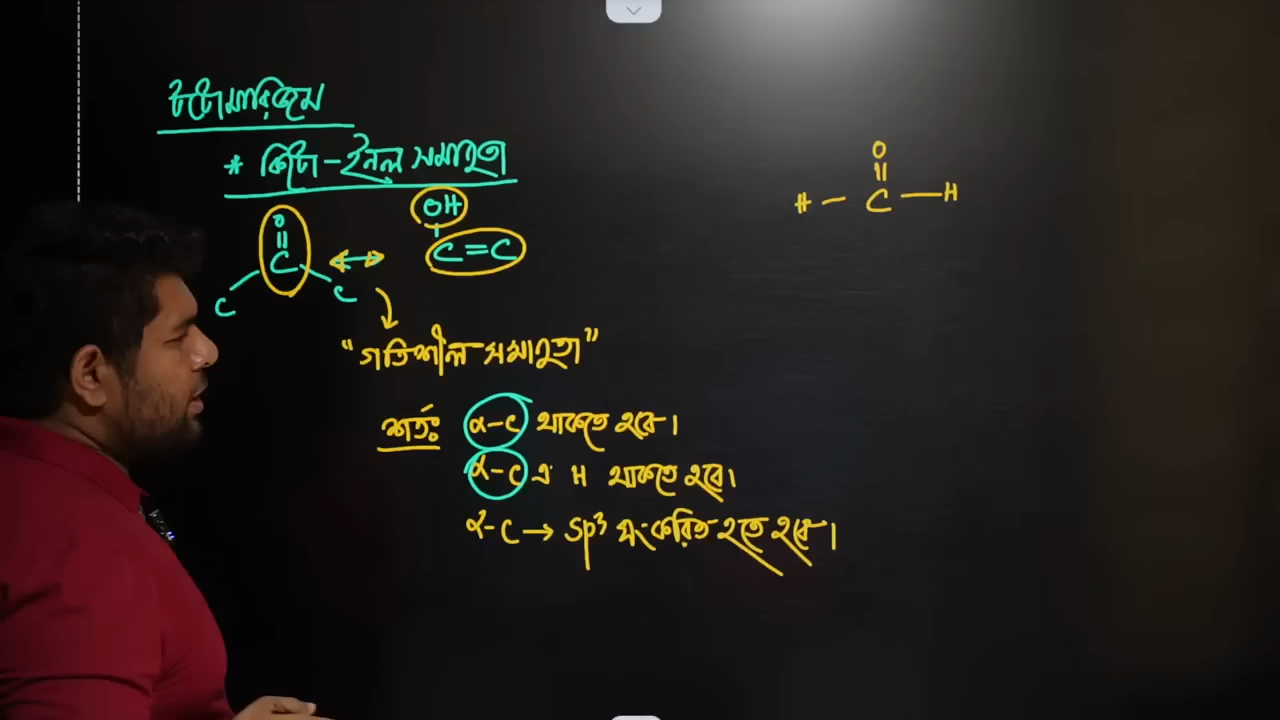 টটোমারিজম
* কিটো-ইনল সমাণুতা
O
||
C
C C
↔
OH
C=C
"গতিশীল সমাণুতা"
শর্তঃ α-C থাকতে হবে।
α-C এ H থাকতে হবে।
α-C → sp³ সংকরিত হতে হবে।
O
||
H - C - H